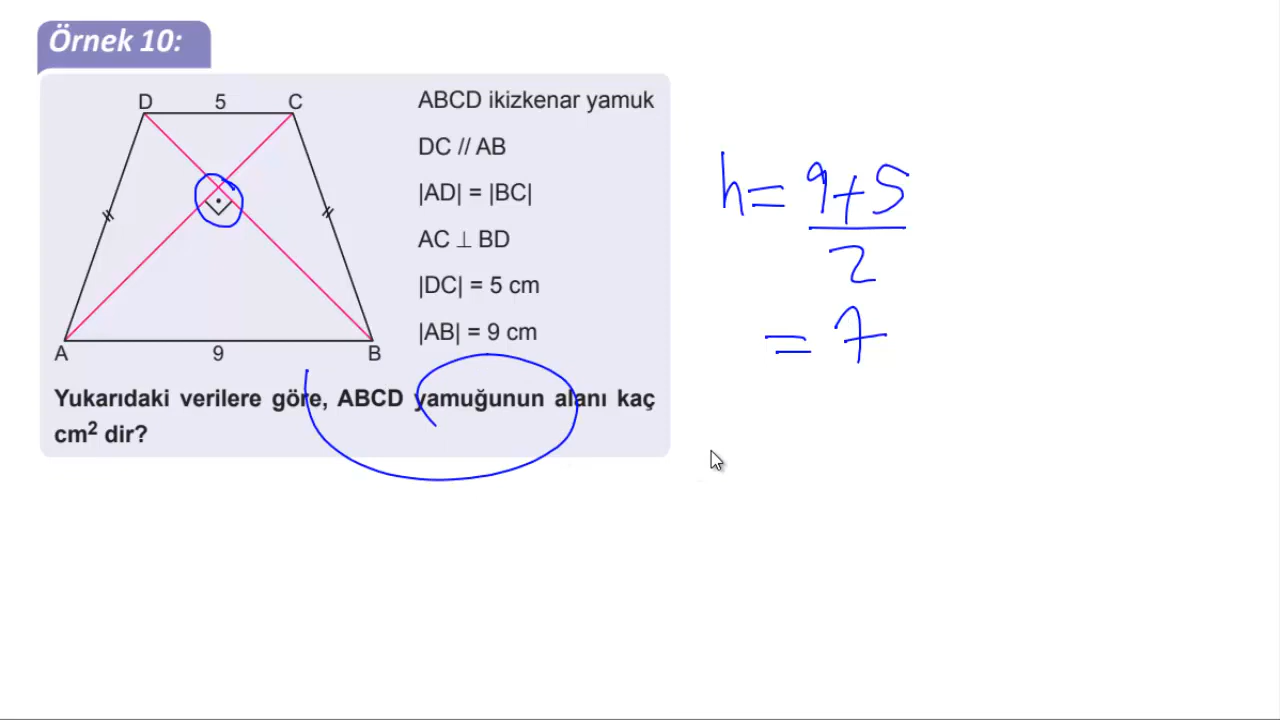 Örnek 10:
D 5 C
A 9 B
ABCD ikizkenar yamuk
DC // AB
|AD| = |BC|
AC ⊥ BD
|DC| = 5 cm
|AB| = 9 cm
Yukarıdaki verilere göre, ABCD yamuğunun alanı kaç
cm² dir?
h = 9+5
2
= 7